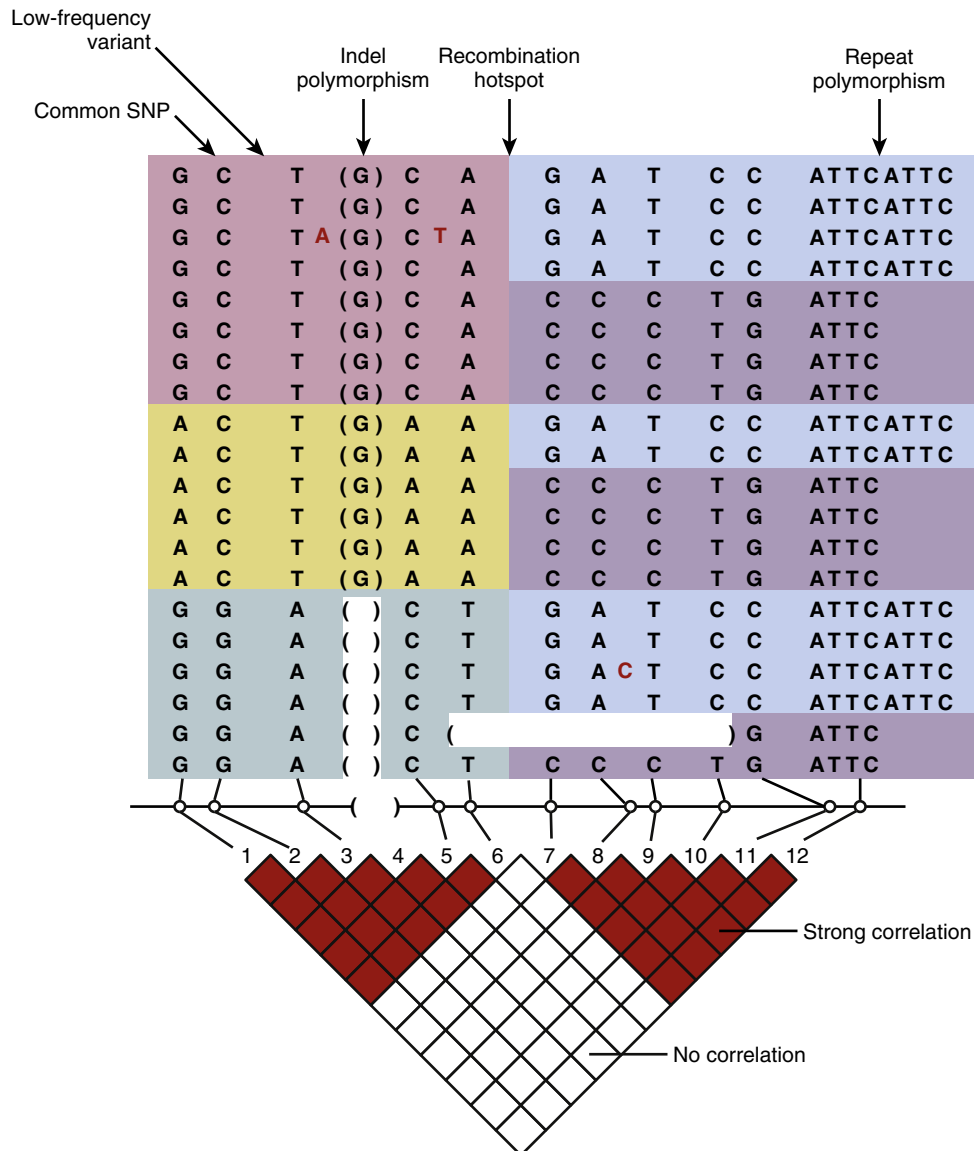 Low-frequency
variant
Indel
polymorphism
Recombination
hotspot
Repeat
polymorphism
Common SNP
G C T (G) C A G A T C C ATTCATTC
G C T (G) C A G A T C C ATTCATTC
G C T A (G) C T A G A T C C ATTCATTC
G C T (G) C A G A T C C ATTCATTC
G C T (G) C A C C C T G ATTC
G C T (G) C A C C C T G ATTC
G C T (G) C A C C C T G ATTC
G C T (G) C A C C C T G ATTC
A C T (G) A A G A T C C ATTCATTC
A C T (G) A A G A T C C ATTCATTC
A C T (G) A A C C C T G ATTC
A C T (G) A A C C C T G ATTC
A C T (G) A A C C C T G ATTC
A C T (G) A A C C C T G ATTC
G G A ( ) C T G A T C C ATTCATTC
G G A ( ) C T G A T C C ATTCATTC
G G A ( ) C T G A C T C C ATTCATTC
G G A ( ) C T G A T C C ATTCATTC
G G A ( ) C ( ) G ATTC
G G A ( ) C T C C C T G ATTC
( )
1 2 3 4 5 6 7 8 9 10 11 12
Strong correlation
No correlation